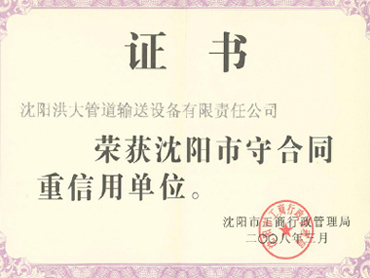 证书
沈阳洪大管道输送设备有限责任公司
荣获沈阳市守合同
重信用单位。
沈阳市工商行政管理局
二〇〇八年三月